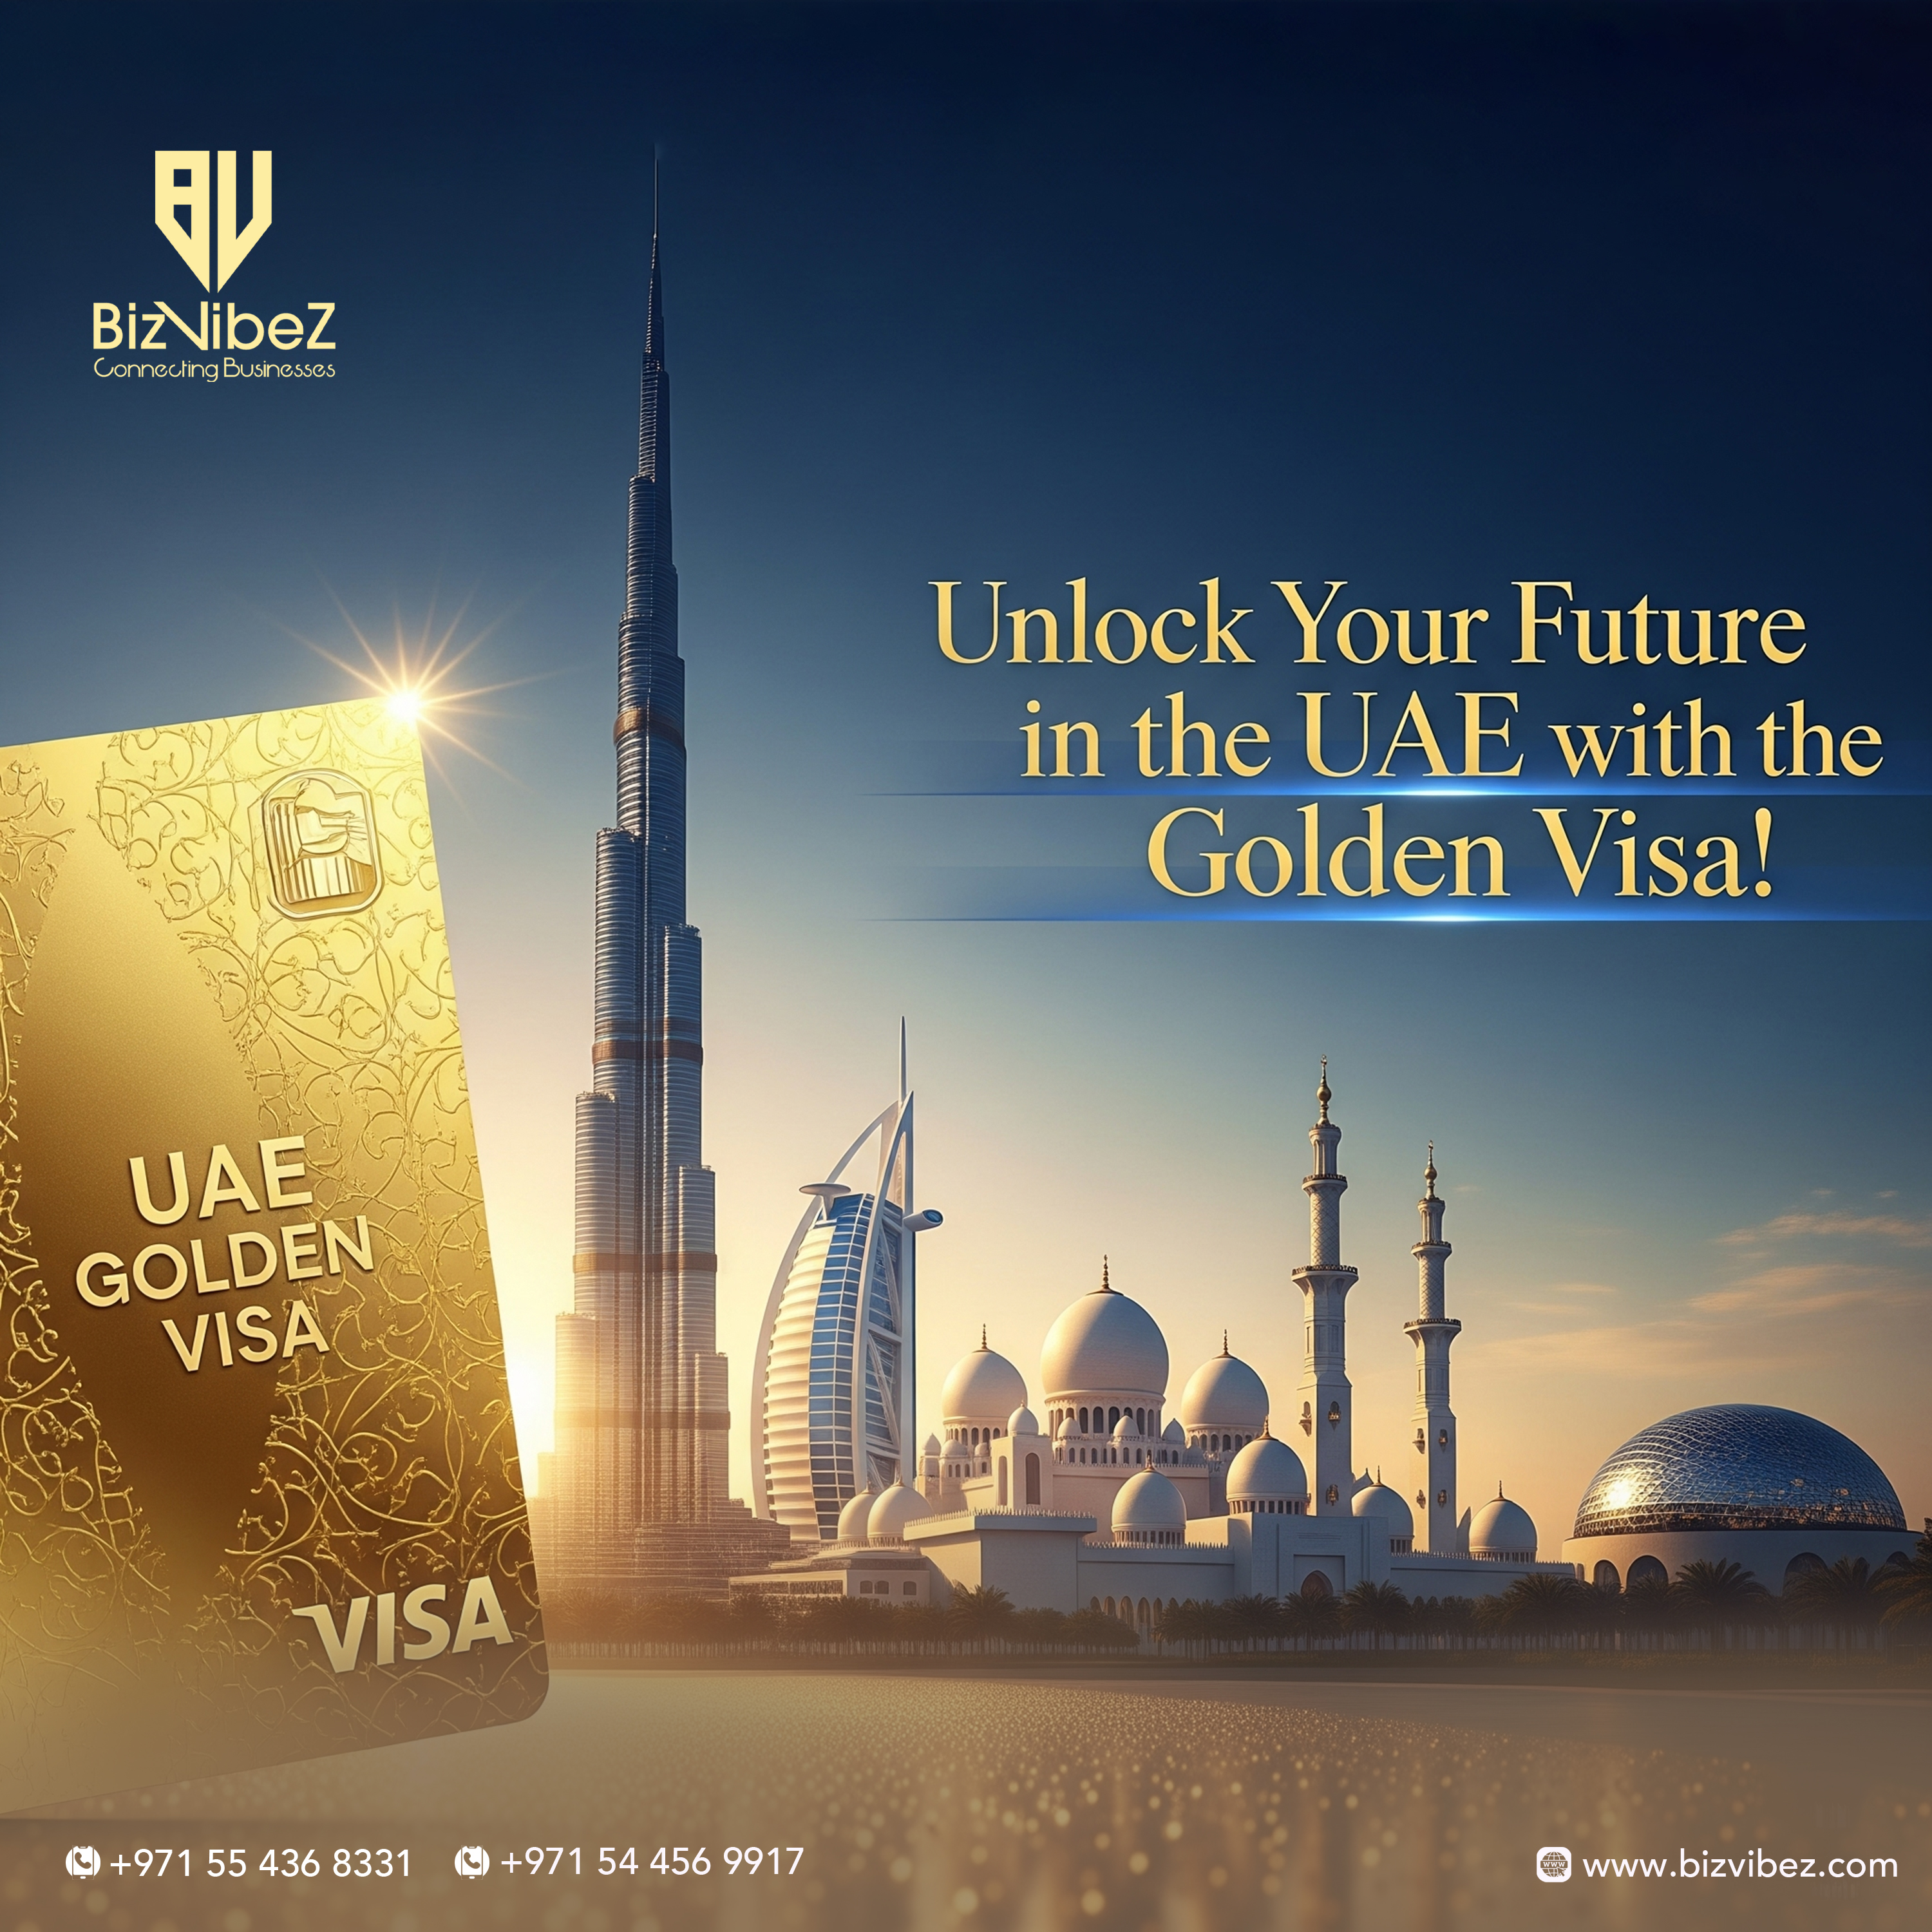 BV
BizVibeZ
Connecting Businesses
Unlock Your Future
in the UAE with the
Golden Visa!
UAE
GOLDEN
VISA
VISA
+971 55 436 8331
+971 54 456 9917
www.bizvibez.com